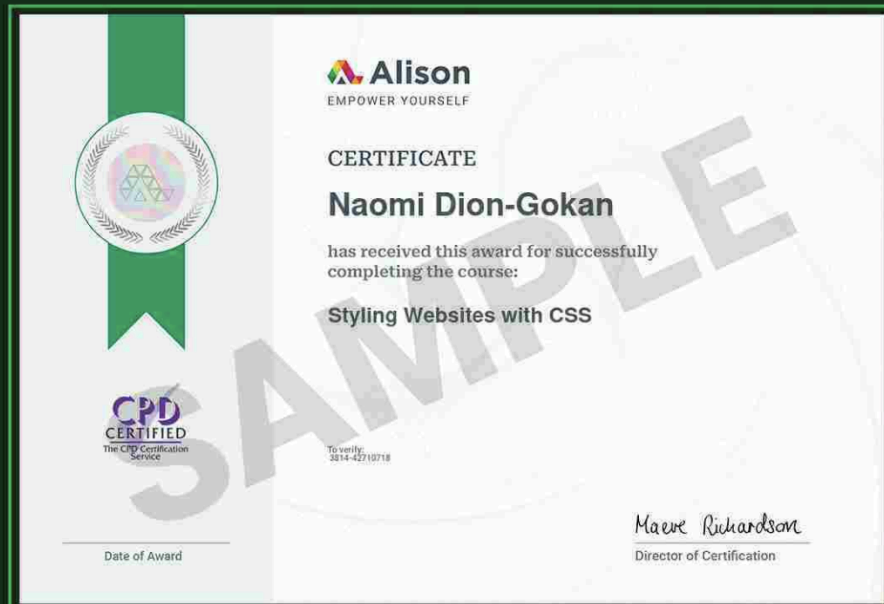 Alison
EMPOWER YOURSELF
CERTIFICATE
Naomi Dion-Gokan
has received this award for successfully
completing the course:
Styling Websites with CSS
SAMPLE
CPD
CERTIFIED
The CPD Certification
Service
To verify:
3814-42710718
Maeve Richardson
Date of Award
Director of Certification